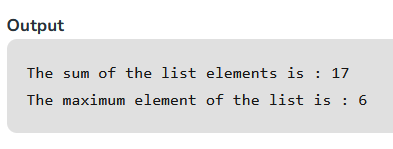 Output
The sum of the list elements is : 17
The maximum element of the list is : 6